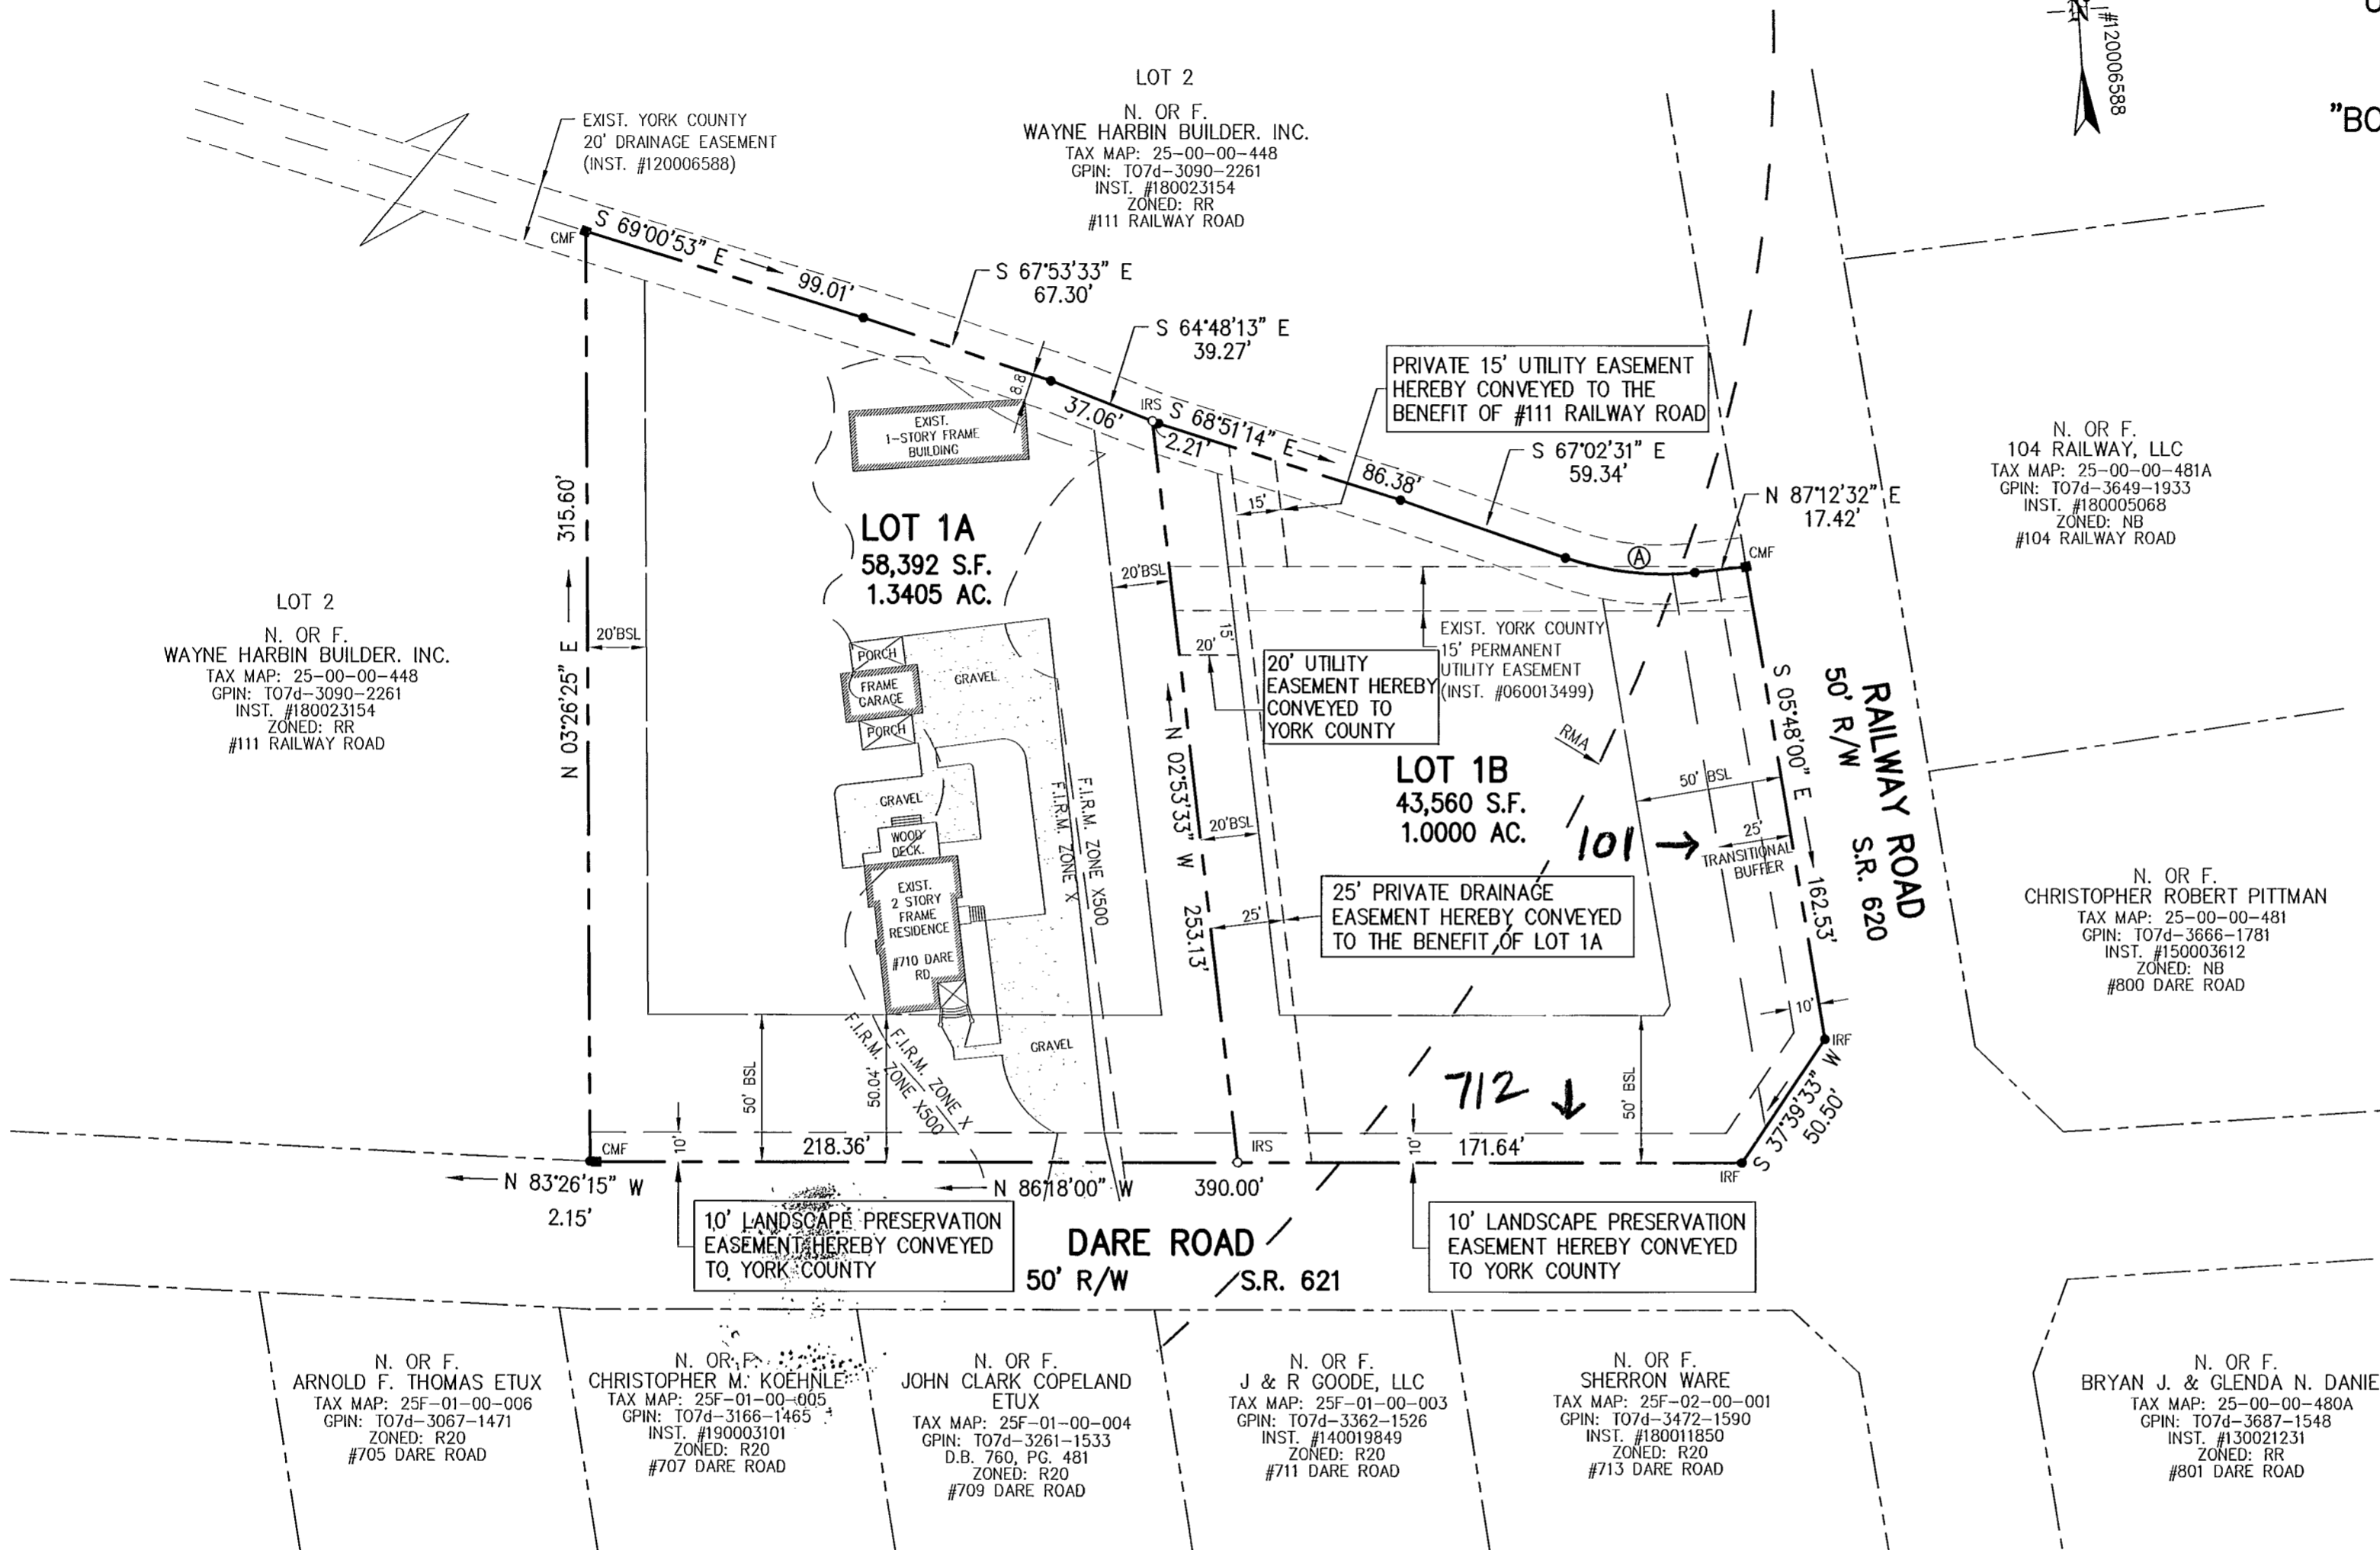 #120006588
"BO
LOT 2
N. OR F.
WAYNE HARBIN BUILDER. INC.
TAX MAP: 25-00-00-448
GPIN: T07d-3090-2261
INST. #180023154
ZONED: RR
#111 RAILWAY ROAD
EXIST. YORK COUNTY
20' DRAINAGE EASEMENT
(INST. #120006588)
CMF
S 69°00'53" E
99.01'
S 67°53'33" E
67.30'
S 64°48'13" E
39.27'
8.8
37.06'
IRS
2.21'
S 68°51'14" E
86.38'
PRIVATE 15' UTILITY EASEMENT
HEREBY CONVEYED TO THE
BENEFIT OF #111 RAILWAY ROAD
S 67°02'31" E
59.34'
N 87°12'32" E
17.42'
CMF
A
N. OR F.
104 RAILWAY, LLC
TAX MAP: 25-00-00-481A
GPIN: T07d-3649-1933
INST. #180005068
ZONED: NB
#104 RAILWAY ROAD
EXIST.
1-STORY FRAME
BUILDING
LOT 1A
58,392 S.F.
1.3405 AC.
315.60'
N 03°26'25" E
20'BSL
20'BSL
15'
15'
20'
LOT 2
N. OR F.
WAYNE HARBIN BUILDER. INC.
TAX MAP: 25-00-00-448
GPIN: T07d-3090-2261
INST. #180023154
ZONED: RR
#111 RAILWAY ROAD
PORCH
FRAME
GARAGE
PORCH
GRAVEL
20' UTILITY
EASEMENT HEREBY
CONVEYED TO
YORK COUNTY
EXIST. YORK COUNTY
15' PERMANENT
UTILITY EASEMENT
(INST. #060013499)
RMA
LOT 1B
43,560 S.F.
1.0000 AC.
101
50' BSL
25'
TRANSITIONAL
BUFFER
S 05°48'00" E
162.53'
RAILWAY ROAD
50' R/W
S.R. 620
N 02°53'33" W
253.13'
20'BSL
25'
25' PRIVATE DRAINAGE
EASEMENT HEREBY CONVEYED
TO THE BENEFIT OF LOT 1A
GRAVEL
WOOD
DECK.
EXIST.
2 STORY
FRAME
RESIDENCE
#710 DARE
RD.
F.I.R.M. ZONE X
F.I.R.M. ZONE X500
N. OR F.
CHRISTOPHER ROBERT PITTMAN
TAX MAP: 25-00-00-481
GPIN: T07d-3666-1781
INST. #150003612
ZONED: NB
#800 DARE ROAD
GRAVEL
F.I.R.M. ZONE X
F.I.R.M. ZONE X500
50' BSL
50.04'
712
50' BSL
10'
IRF
S 37°39'33" W
50.50'
CMF
10'
218.36'
IRS
10'
171.64'
IRF
N 83°26'15" W
2.15'
N 86°18'00" W
390.00'
10' LANDSCAPE PRESERVATION
EASEMENT HEREBY CONVEYED
TO YORK COUNTY
DARE ROAD
50' R/W
S.R. 621
10' LANDSCAPE PRESERVATION
EASEMENT HEREBY CONVEYED
TO YORK COUNTY
N. OR F.
ARNOLD F. THOMAS ETUX
TAX MAP: 25F-01-00-006
GPIN: T07d-3067-1471
ZONED: R20
#705 DARE ROAD
N. OR F.
CHRISTOPHER M. KOEHNLE
TAX MAP: 25F-01-00-005
GPIN: T07d-3166-1465
INST. #190003101
ZONED: R20
#707 DARE ROAD
N. OR F.
JOHN CLARK COPELAND
ETUX
TAX MAP: 25F-01-00-004
GPIN: T07d-3261-1533
D.B. 760, PG. 481
ZONED: R20
#709 DARE ROAD
N. OR F.
J & R GOODE, LLC
TAX MAP: 25F-01-00-003
GPIN: T07d-3362-1526
INST. #140019849
ZONED: R20
#711 DARE ROAD
N. OR F.
SHERRON WARE
TAX MAP: 25F-02-00-001
GPIN: T07d-3472-1590
INST. #180011850
ZONED: R20
#713 DARE ROAD
N. OR F.
BRYAN J. & GLENDA N. DANIE
TAX MAP: 25-00-00-480A
GPIN: T07d-3687-1548
INST. #130021231
ZONED: RR
#801 DARE ROAD